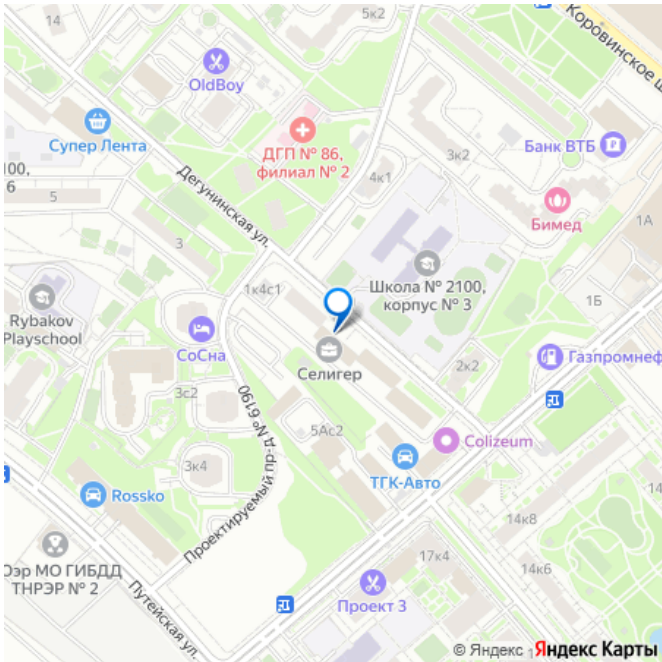 14
5к2
Коровинское ш
OldBoy
Супер Лента
ДГП № 86,
филиал № 2
Банк ВТБ
3к2
4к1
100,
6
5
Дегунинская ул.
Бимед
1А
3
Школа № 2100,
корпус № 3
1к4с1
Rybakov
Playschool
1Б
СоСна
Селигер
Газпромнеф
2к2
3с2
Проектируемый пр-д № 6190
5Ас2
Colizeum
3к4
ТГК-Авто
Rossko
14к8
Оэр МО ГИБДД
ТНРЭР № 2
17к4
14к6
Путейская ул.
Проект 3
© Яндекс
Яндекс Карты